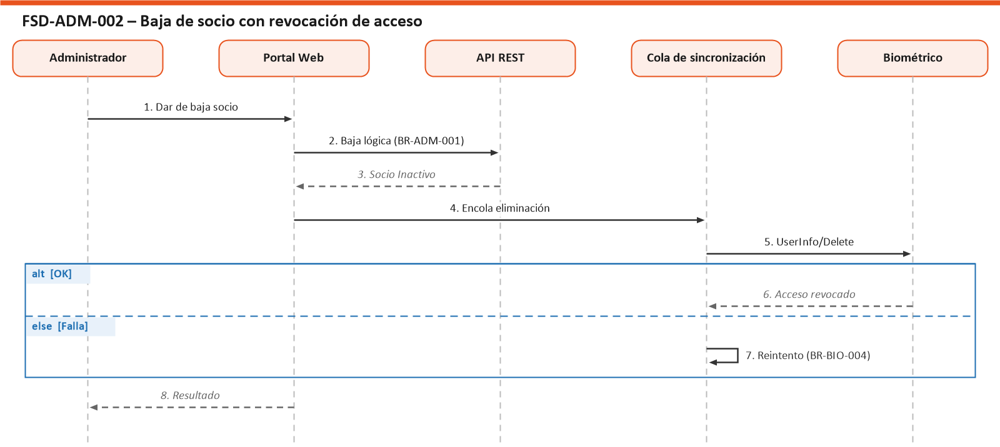 FSD-ADM-002 – Baja de socio con revocación de acceso
Administrador
Portal Web
API REST
Cola de sincronización
Biométrico
1. Dar de baja socio
2. Baja lógica (BR-ADM-001)
3. Socio Inactivo
4. Encola eliminación
5. UserInfo/Delete
alt [OK]
6. Acceso revocado
else [Falla]
7. Reintento (BR-BIO-004)
8. Resultado